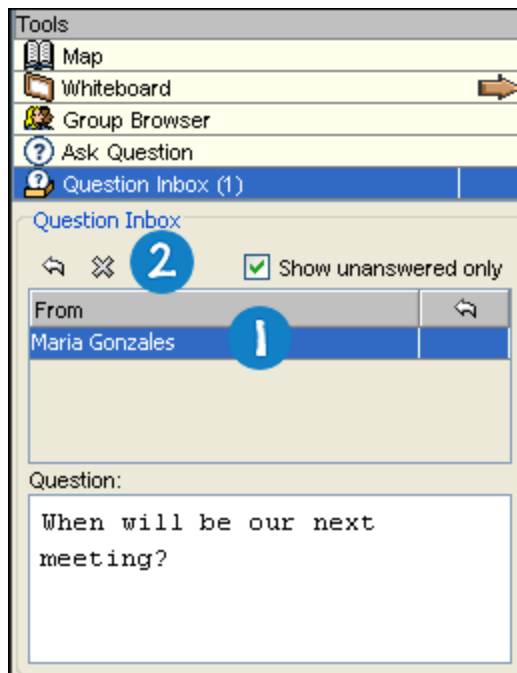 Tools
Map
Whiteboard
Group Browser
Ask Question
Question Inbox (1)
Question Inbox
2
Show unanswered only
From
Maria Gonzales
1
Question:
When will be our next
meeting?